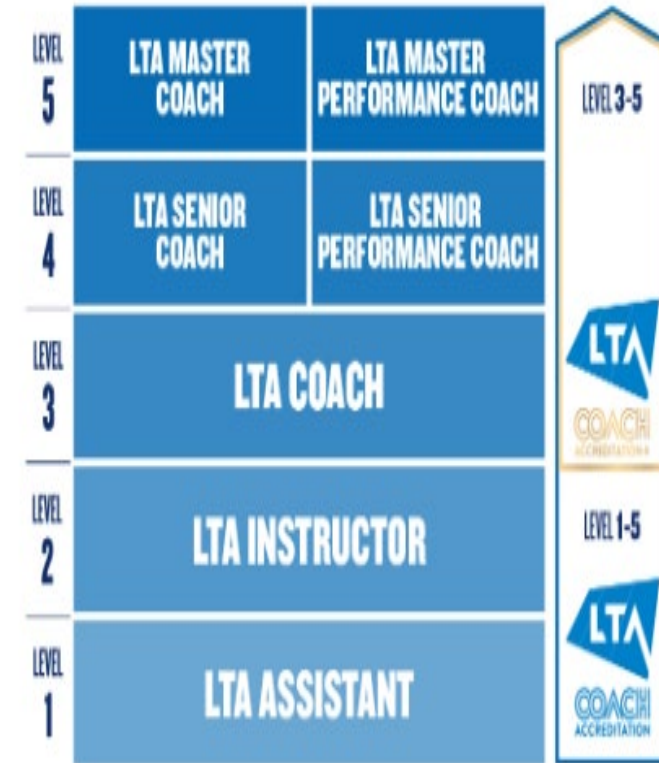 LEVEL
5
LTA MASTER
COACH
LTA MASTER
PERFORMANCE COACH
LEVEL 3-5
LEVEL
4
LTA SENIOR
COACH
LTA SENIOR
PERFORMANCE COACH
LEVEL
3
LTA COACH
LTA
COACH
ACCREDITATION+
LEVEL
2
LTA INSTRUCTOR
LEVEL 1-5
LEVEL
1
LTA ASSISTANT
LTA
COACH
ACCREDITATION